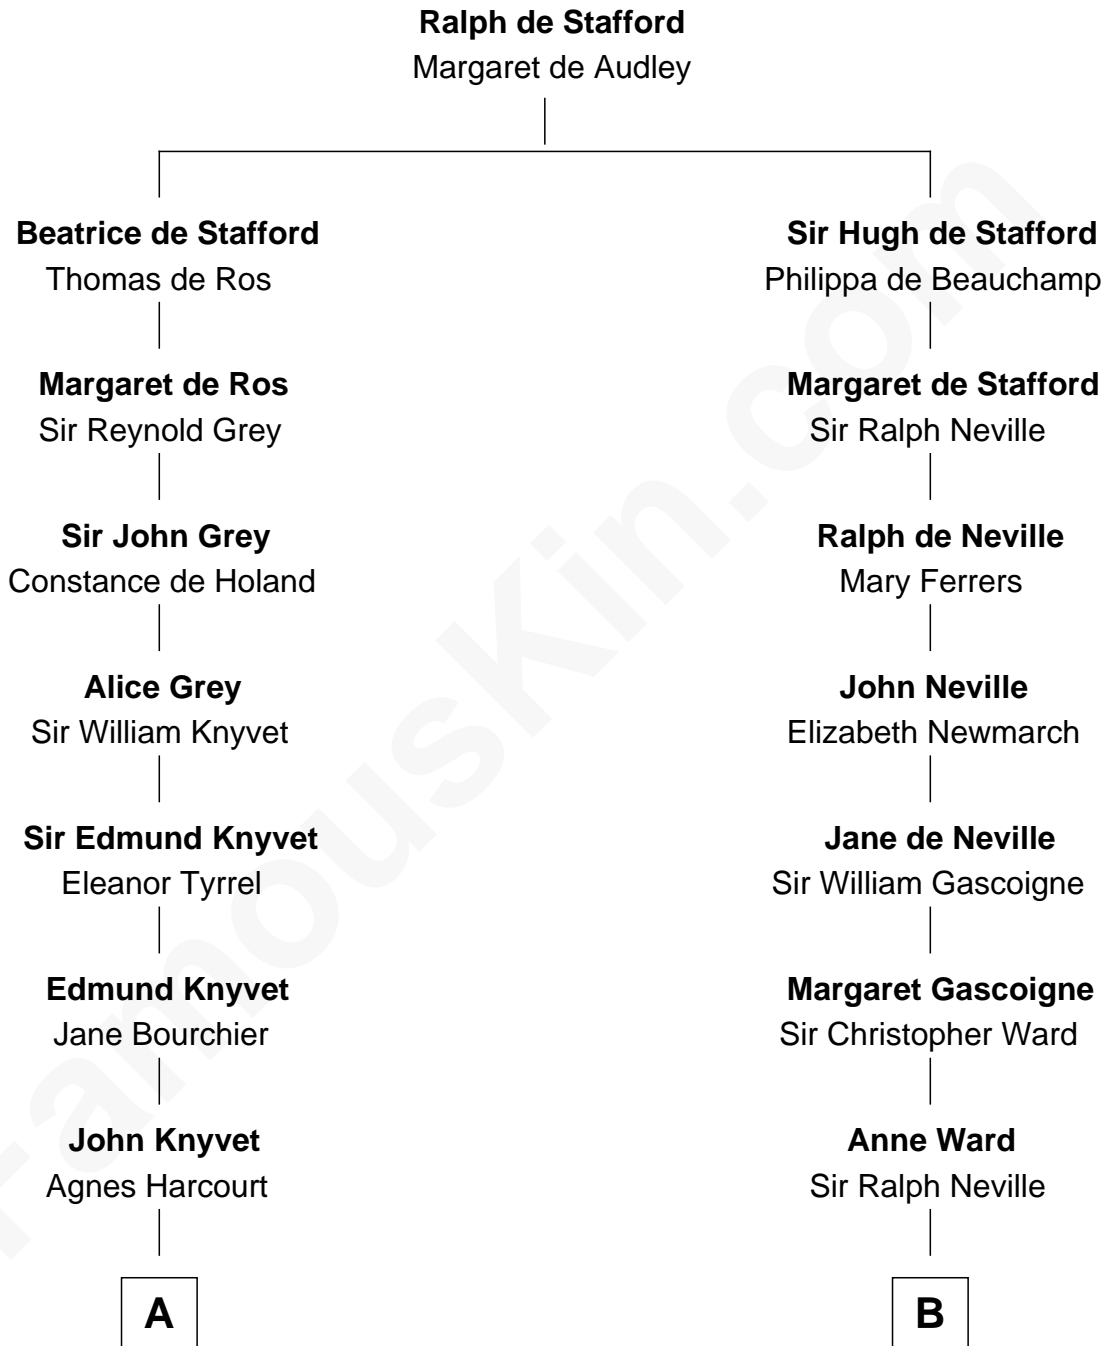 Ralph de Stafford
Margaret de Audley
Beatrice de Stafford
Thomas de Ros
Sir Hugh de Stafford
Philippa de Beauchamp
Margaret de Ros
Sir Reynold Grey
Margaret de Stafford
Sir Ralph Neville
Sir John Grey
Constance de Holand
Ralph de Neville
Mary Ferrers
Alice Grey
Sir William Knyvet
John Neville
Elizabeth Newmarch
Sir Edmund Knyvet
Eleanor Tyrrel
Jane de Neville
Sir William Gascoigne
Edmund Knyvet
Jane Bourchier
Margaret Gascoigne
Sir Christopher Ward
John Knyvet
Agnes Harcourt
Anne Ward
Sir Ralph Neville
A
B
FamousKin.com